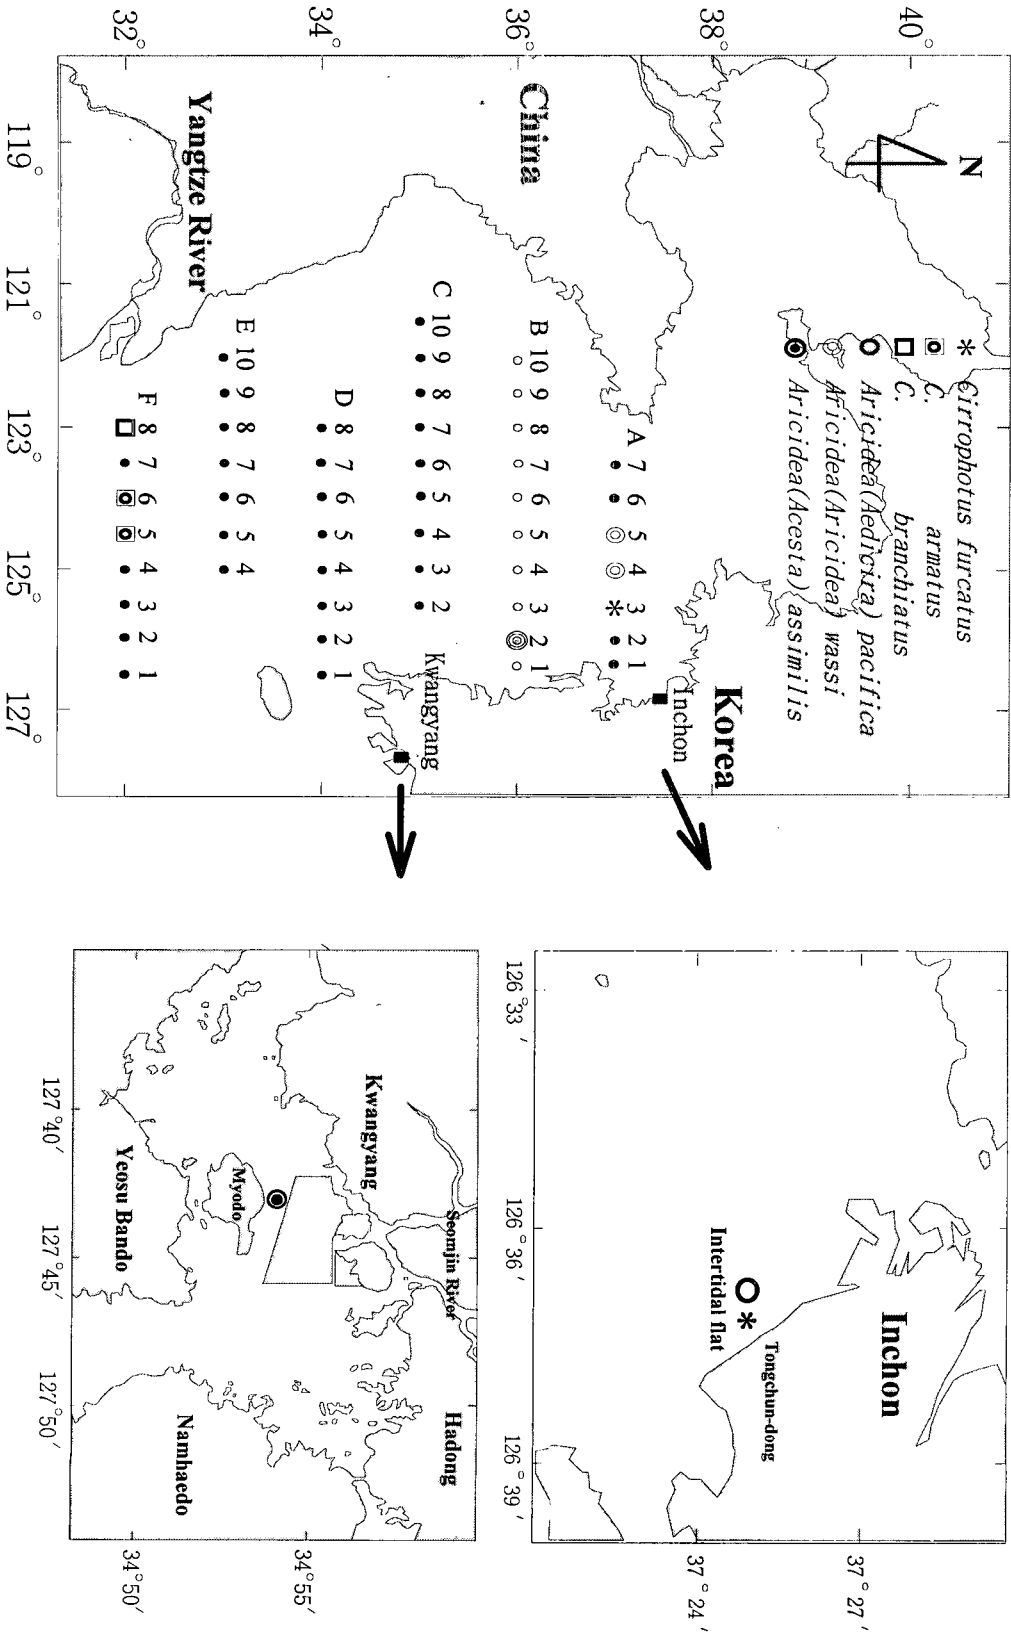 N
* Cirrophotus furcatus
C. armatus
C. branchiatus
Aricidea(Aedicira) pacifica
Aricidea(Aricidea) wassi
Aricidea(Acesta) assimilis
40°
38°
36°
34°
32°
China
Korea
Yangtze River
Inchon
Kwangyang
A 7 6 5 4 3 2 1
B 10 9 8 7 6 5 4 3 2 1
C 10 9 8 7 6 5 4 3 2
D 8 7 6 5 4 3 2 1
E 10 9 8 7 6 5 4
F 8 7 6 5 4 3 2 1
119°
121°
123°
125°
127°
Inchon
Tongchun-dong
*
Intertidal flat
37°27′
37°24′
126°33′
126°36′
126°39′
Seomjin River
Hadong
Kwangyang
Myodo
Namhaedo
Yeosu Bando
34°55′
34°50′
127°40′
127°45′
127°50′